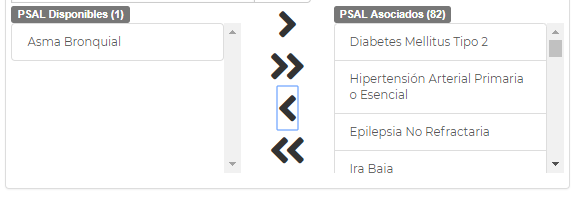 PSAL Disponibles (1)
Asma Bronquial
PSAL Asociados (82)
Diabetes Mellitus Tipo 2
Hipertensión Arterial Primaria
o Esencial
Epilepsia No Refractaria
Ira Baja